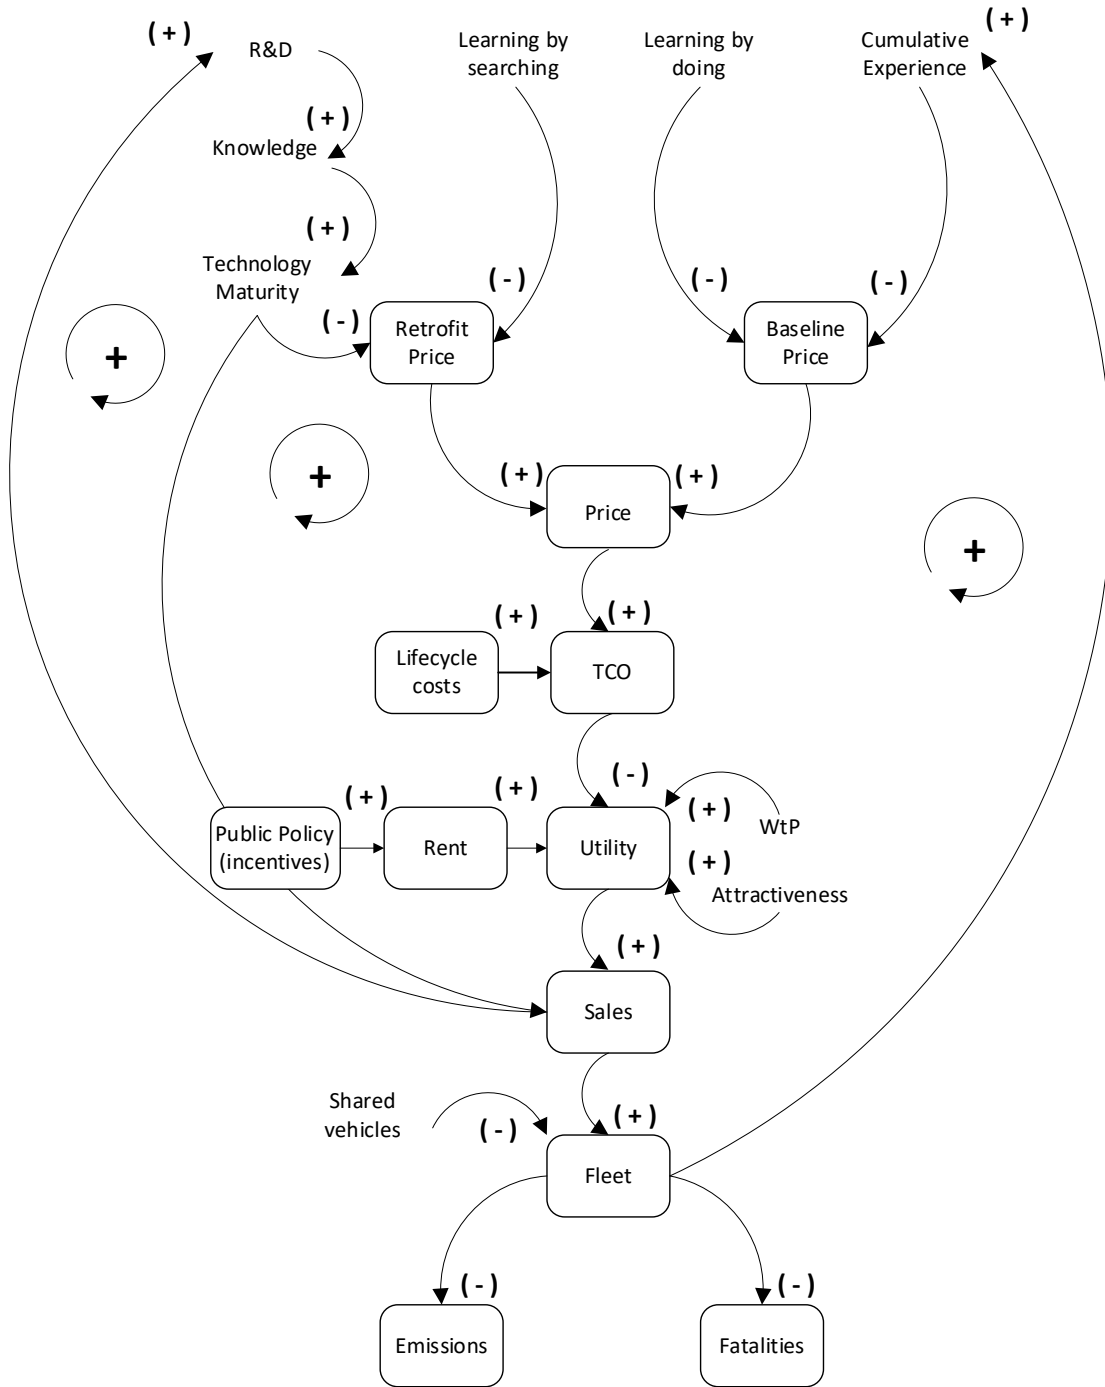 ( + )
R&D
Learning by
searching
Learning by
doing
Cumulative
Experience
( + )
( + )
Knowledge
( + )
Technology
Maturity
( - )
( - )
( - )
( - )
Retrofit
Price
Baseline
Price
+
+
( + )
( + )
Price
+
( + )
( + )
Lifecycle
costs
TCO
( - )
( + )
( + )
( + )
WtP
Public Policy
(incentives)
Rent
Utility
( + )
Attractiveness
( + )
Sales
Shared
vehicles
( - )
( + )
Fleet
( - )
( - )
Emissions
Fatalities